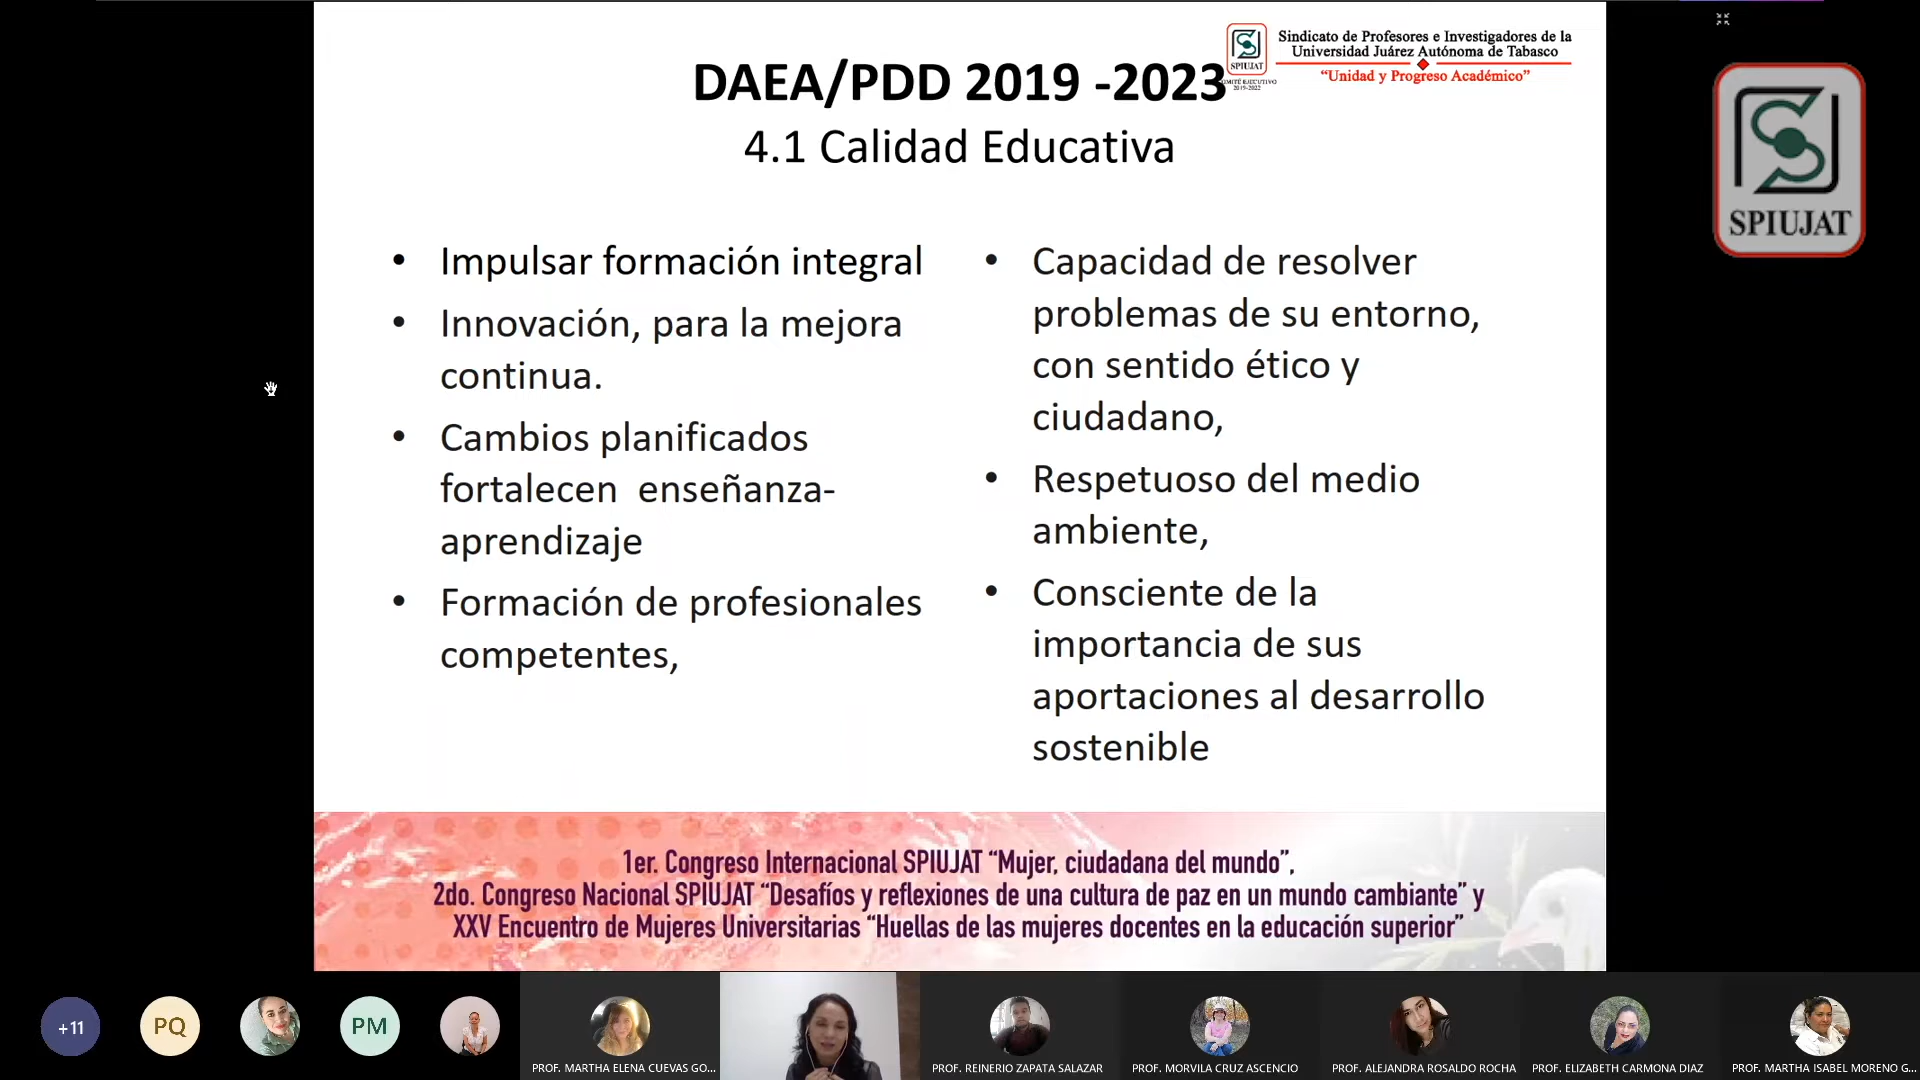 Sindicato de Profesores e Investigadores de la
Universidad Juárez Autónoma de Tabasco
“Unidad y Progreso Académico”
SPIUJAT
COMITÉ EJECUTIVO
2019-2022
DAEA/PDD 2019 -2023
4.1 Calidad Educativa
SPIUJAT
• Impulsar formación integral
• Innovación, para la mejora
continua.
• Cambios planificados
fortalecen enseñanza-
aprendizaje
• Formación de profesionales
competentes,
• Capacidad de resolver
problemas de su entorno,
con sentido ético y
ciudadano,
• Respetuoso del medio
ambiente,
• Consciente de la
importancia de sus
aportaciones al desarrollo
sostenible
1er. Congreso Internacional SPIUJAT “Mujer, ciudadana del mundo”,
2do. Congreso Nacional SPIUJAT “Desafíos y reflexiones de una cultura de paz en un mundo cambiante” y
XXV Encuentro de Mujeres Universitarias “Huellas de las mujeres docentes en la educación superior”
+11
PQ
PM
PROF. MARTHA ELENA CUEVAS GO...
PROF. REINERIO ZAPATA SALAZAR
PROF. MORVILA CRUZ ASCENCIO
PROF. ALEJANDRA ROSALDO ROCHA
PROF. ELIZABETH CARMONA DIAZ
PROF. MARTHA ISABEL MORENO G...